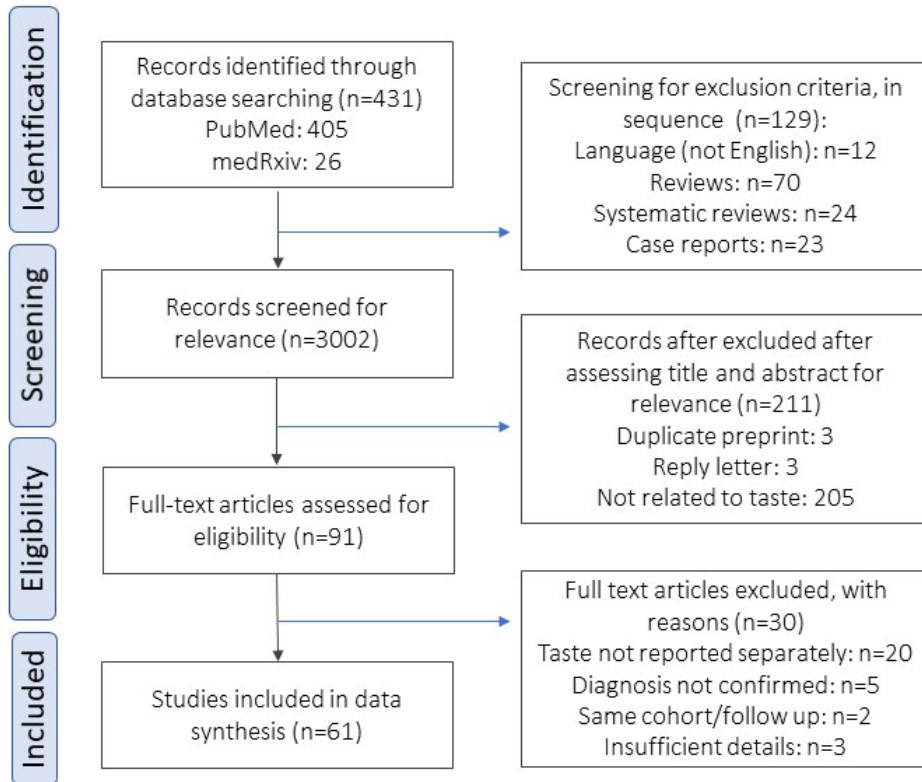 Identification
Records identified through
database searching (n=431)
PubMed: 405
medRxiv: 26
Screening for exclusion criteria, in
sequence (n=129):
Language (not English): n=12
Reviews: n=70
Systematic reviews: n=24
Case reports: n=23
Screening
Records screened for
relevance (n=3002)
Records after excluded after
assessing title and abstract for
relevance (n=211)
Duplicate preprint: 3
Reply letter: 3
Not related to taste: 205
Eligibility
Full-text articles assessed for
eligibility (n=91)
Full text articles excluded, with
reasons (n=30)
Taste not reported separately: n=20
Diagnosis not confirmed: n=5
Same cohort/follow up: n=2
Insufficient details: n=3
Included
Studies included in data
synthesis (n=61)